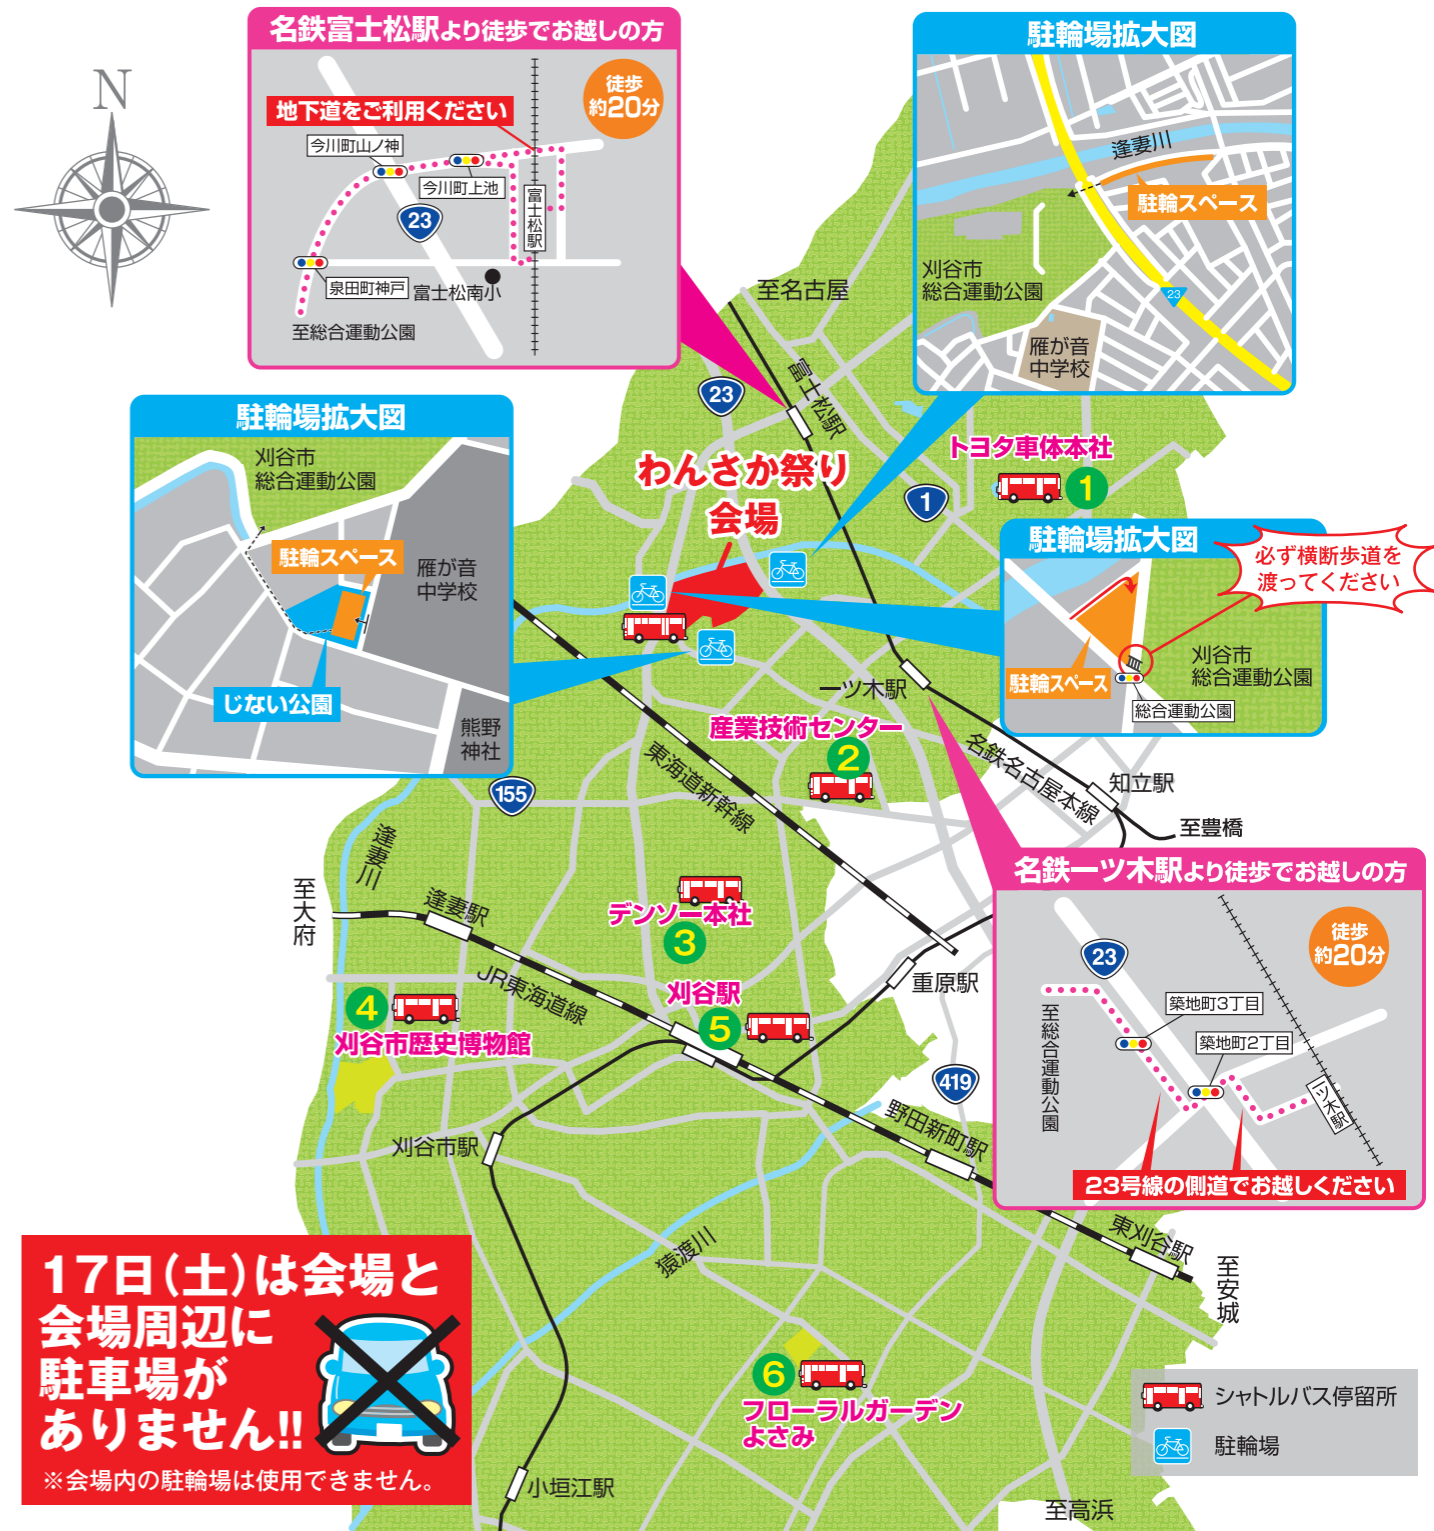 名鉄富士松駅より徒歩でお越しの方
徒歩
約20分
地下道をご利用ください
今川町山ノ神
今川町上池
23
富士松駅
泉田町神戸
富士松南小
至総合運動公園
N
駐輪場拡大図
逢妻川
駐輪スペース
刈谷市
総合運動公園
23
雁が音
中学校
至名古屋
富士松駅
23
駐輪場拡大図
刈谷市
総合運動公園
駐輪スペース
雁が音
中学校
じない公園
熊野
神社
わんさか祭り
会場
トヨタ車体本社
1
1
駐輪場拡大図
必ず横断歩道を
渡ってください
駐輪スペース
刈谷市
総合運動公園
総合運動公園
一ツ木駅
産業技術センター
2
名鉄名古屋本線
知立駅
至豊橋
東海道新幹線
155
逢妻川
至大府
逢妻駅
デンソー本社
3
JR東海道線
4
刈谷市歴史博物館
刈谷駅
5
重原駅
419
野田新町駅
刈谷市駅
名鉄一ツ木駅より徒歩でお越しの方
徒歩
約20分
23
至総合運動公園
築地町3丁目
築地町2丁目
一ツ木駅
23号線の側道でお越しください
東刈谷駅
至安城
猿渡川
6
フローラルガーデン
よさみ
小垣江駅
至高浜
17日(土)は会場と
会場周辺に
駐車場が
ありません!!
※会場内の駐輪場は使用できません。
シャトルバス停留所
駐輪場